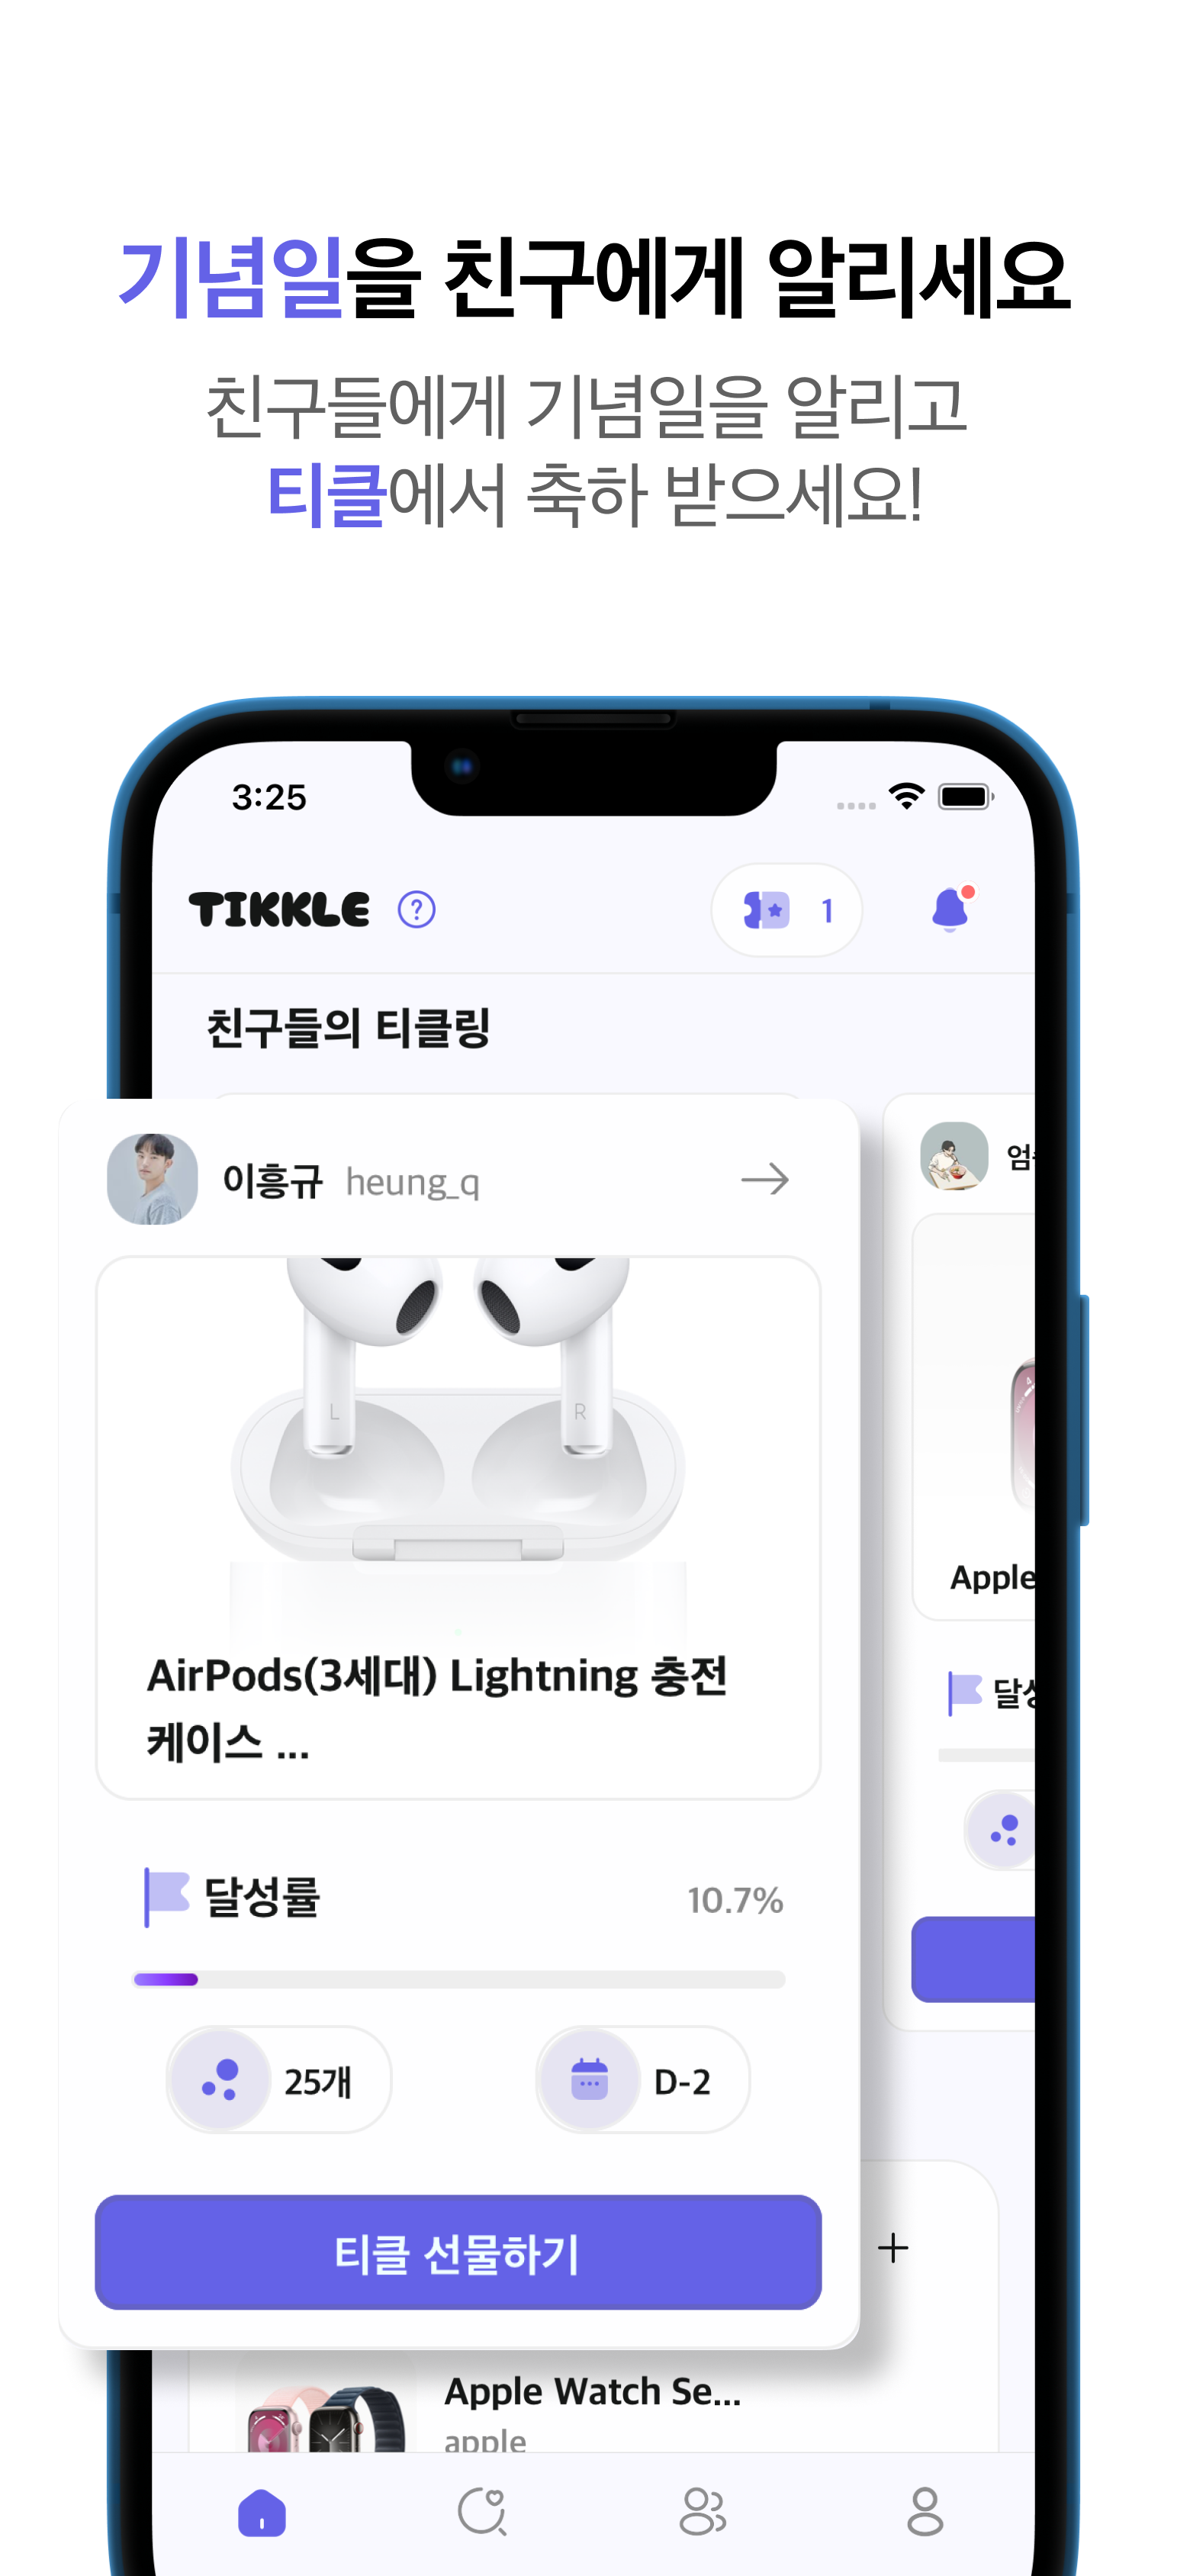 기념일을 친구에게 알리세요
친구들에게 기념일을 알리고
티클에서 축하 받으세요!
3:25
TIKKLE ? 1
친구들의 티클링
이흥규 heung_q
L R
AirPods(3세대) Lightning 충전
케이스 ...
달성률 10.7%
25개 D-2
티클 선물하기
엄
Apple
달성
+
Apple Watch Se...
apple